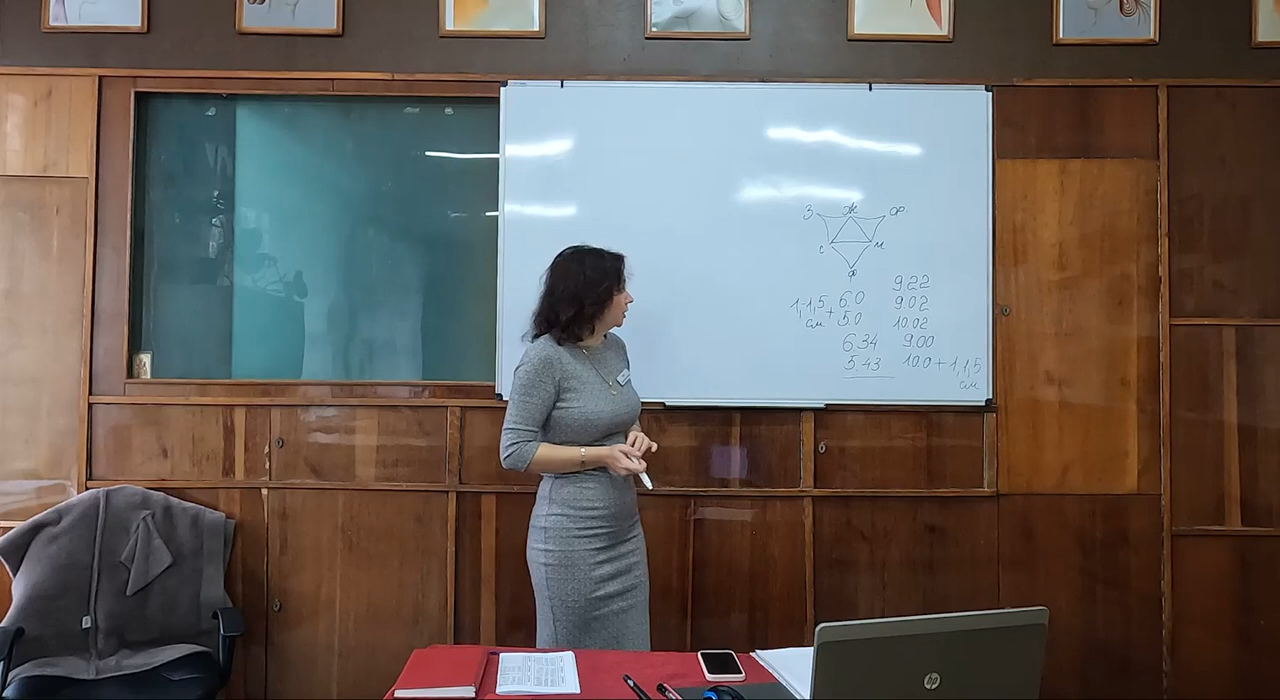 З Ж ОР.
С М
Ф
1,-1,5 + 6.0
см 5.0
6.34
5.43
9.22
9.02
10.02
9.00
10.0 + 1,1,5
см
hp